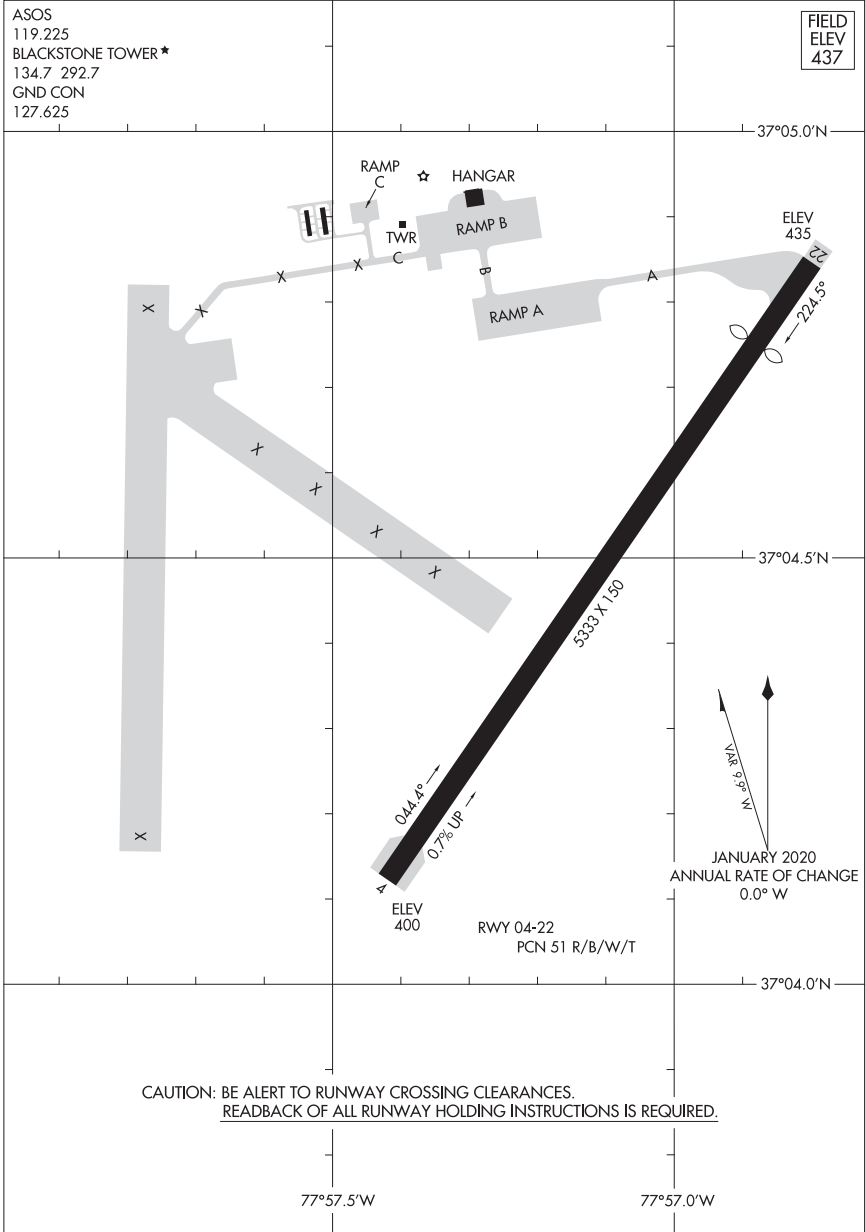 ASOS
119.225
BLACKSTONE TOWER★
134.7 292.7
GND CON
127.625
FIELD
ELEV
437
37°05.0'N
RAMP
C
HANGAR
TWR
RAMP B
ELEV
435
22
X
X
C
B
A
X
X
RAMP A
224.5°
X
X
X
X
37°04.5'N
5333 X 150
VAR 9.9° W
044.4°
0.7% UP
X
4
ELEV
400
JANUARY 2020
ANNUAL RATE OF CHANGE
0.0° W
RWY 04-22
PCN 51 R/B/W/T
37°04.0'N
CAUTION: BE ALERT TO RUNWAY CROSSING CLEARANCES.
READBACK OF ALL RUNWAY HOLDING INSTRUCTIONS IS REQUIRED.
77°57.5'W
77°57.0'W